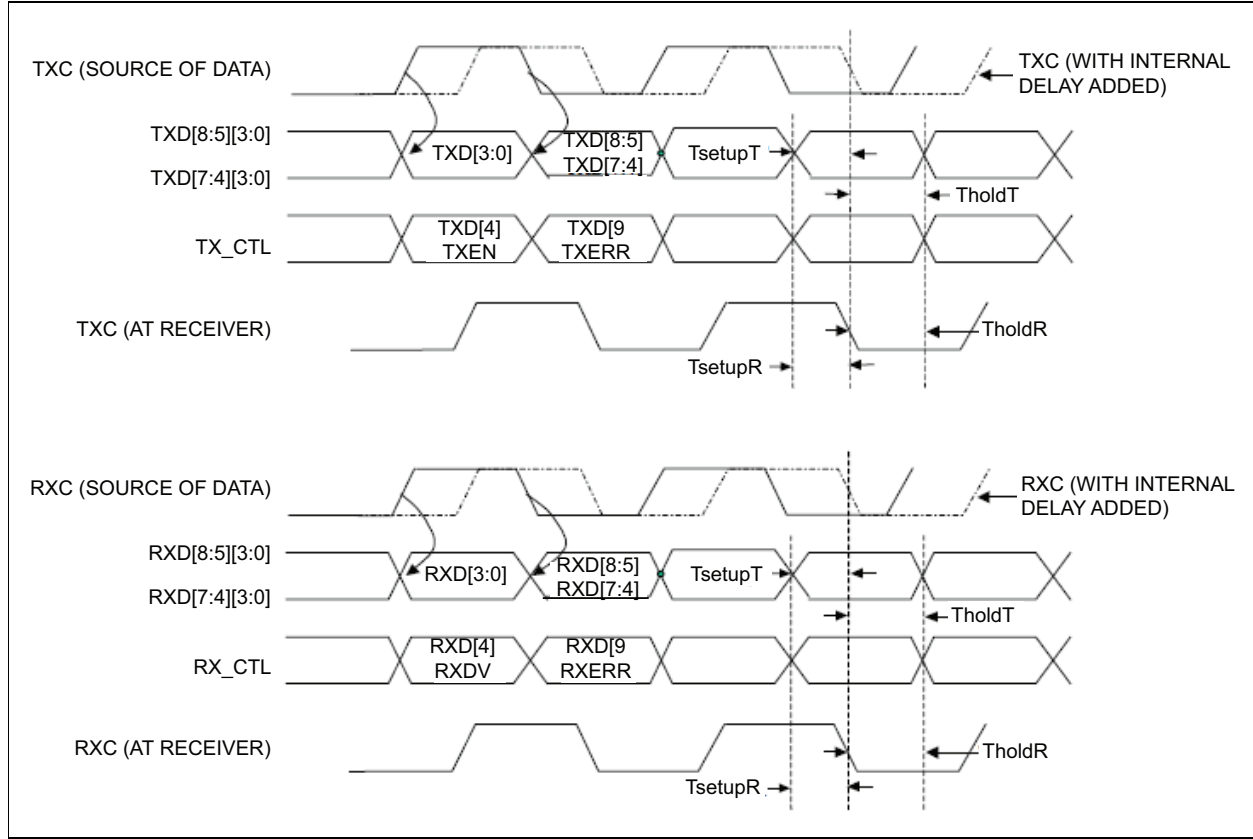 TXC (SOURCE OF DATA)
TXC (WITH INTERNAL
DELAY ADDED)
TXD[8:5][3:0]
TXD[7:4][3:0]
TXD[3:0]
TXD[8:5]
TXD[7:4]
TsetupT
TholdT
TX_CTL
TXD[4]
TXEN
TXD[9
TXERR
TXC (AT RECEIVER)
TholdR
TsetupR
RXC (SOURCE OF DATA)
RXC (WITH INTERNAL
DELAY ADDED)
RXD[8:5][3:0]
RXD[7:4][3:0]
RXD[3:0]
RXD[8:5]
RXD[7:4]
TsetupT
TholdT
RX_CTL
RXD[4]
RXDV
RXD[9
RXERR
RXC (AT RECEIVER)
TholdR
TsetupR